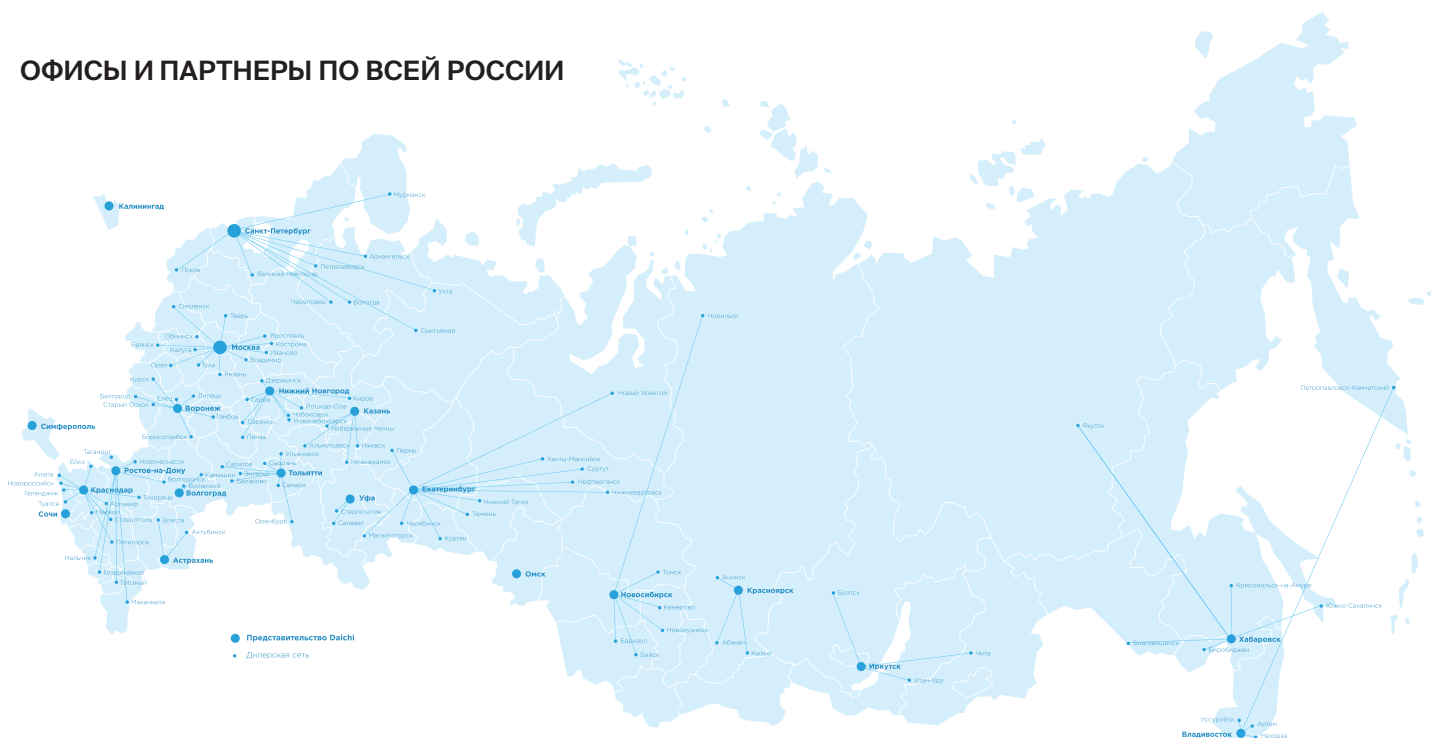 ОФИСЫ И ПАРТНЕРЫ ПО ВСЕЙ РОССИИ
Мурманск
Калининград
Санкт-Петербург
Архангельск
Петрозаводск
Псков
Великий Новгород
Ухта
Череповец
Вологда
Смоленск
Тверь
Норильск
Сыктывкар
Обнинск
Ярославль
Брянск
Калуга
Москва
Кострома
Иваново
Владимир
Орел
Тула
Рязань
Курск
Дзержинск
Петропавловск-Камчатский
Нижний Новгород
Новый Уренгой
Белгород
Елец
Липецк
Саров
Киров
Старый Оскол
Воронеж
Йошкар-Ола
Казань
Тамбов
Чебоксары
Новочебоксарск
Саранск
Симферополь
Набережные Челны
Якутск
Борисоглебск
Пенза
Альметьевск
Ижевск
Таганрог
Ульяновск
Пермь
Ейск
Новочеркасск
Саратов
Сызрань
Нижнекамск
Ханты-Мансийск
Ростов-на-Дону
Сургут
Анапа
Камышин
Энгельс
Тольятти
Новороссийск
Волгодонск
Балаково
Нефтюганск
Волжский
Самара
Геленджик
Краснодар
Волгоград
Екатеринбург
Нижневартовск
Туапсе
Тихорецк
Уфа
Армавир
Нижний Тагил
Сочи
Майкоп
Стерлитамак
Тюмень
Ставрополь
Элиста
Оренбург
Салават
Челябинск
Ахтубинск
Магнитогорск
Курган
Пятигорск
Нальчик
Астрахань
Владикавказ
Омск
Томск
Ачинск
Грозный
Комсомольск-на-Амуре
Красноярск
Новосибирск
Братск
Махачкала
Кемерово
Южно-Сахалинск
Новокузнецк
Представительство Daichi
Барнаул
Абакан
Хабаровск
Благовещенск
Биробиджан
Дилерская сеть
Бийск
Кызыл
Чита
Иркутск
Улан-Удэ
Уссурийск
Артем
Владивосток
Находка